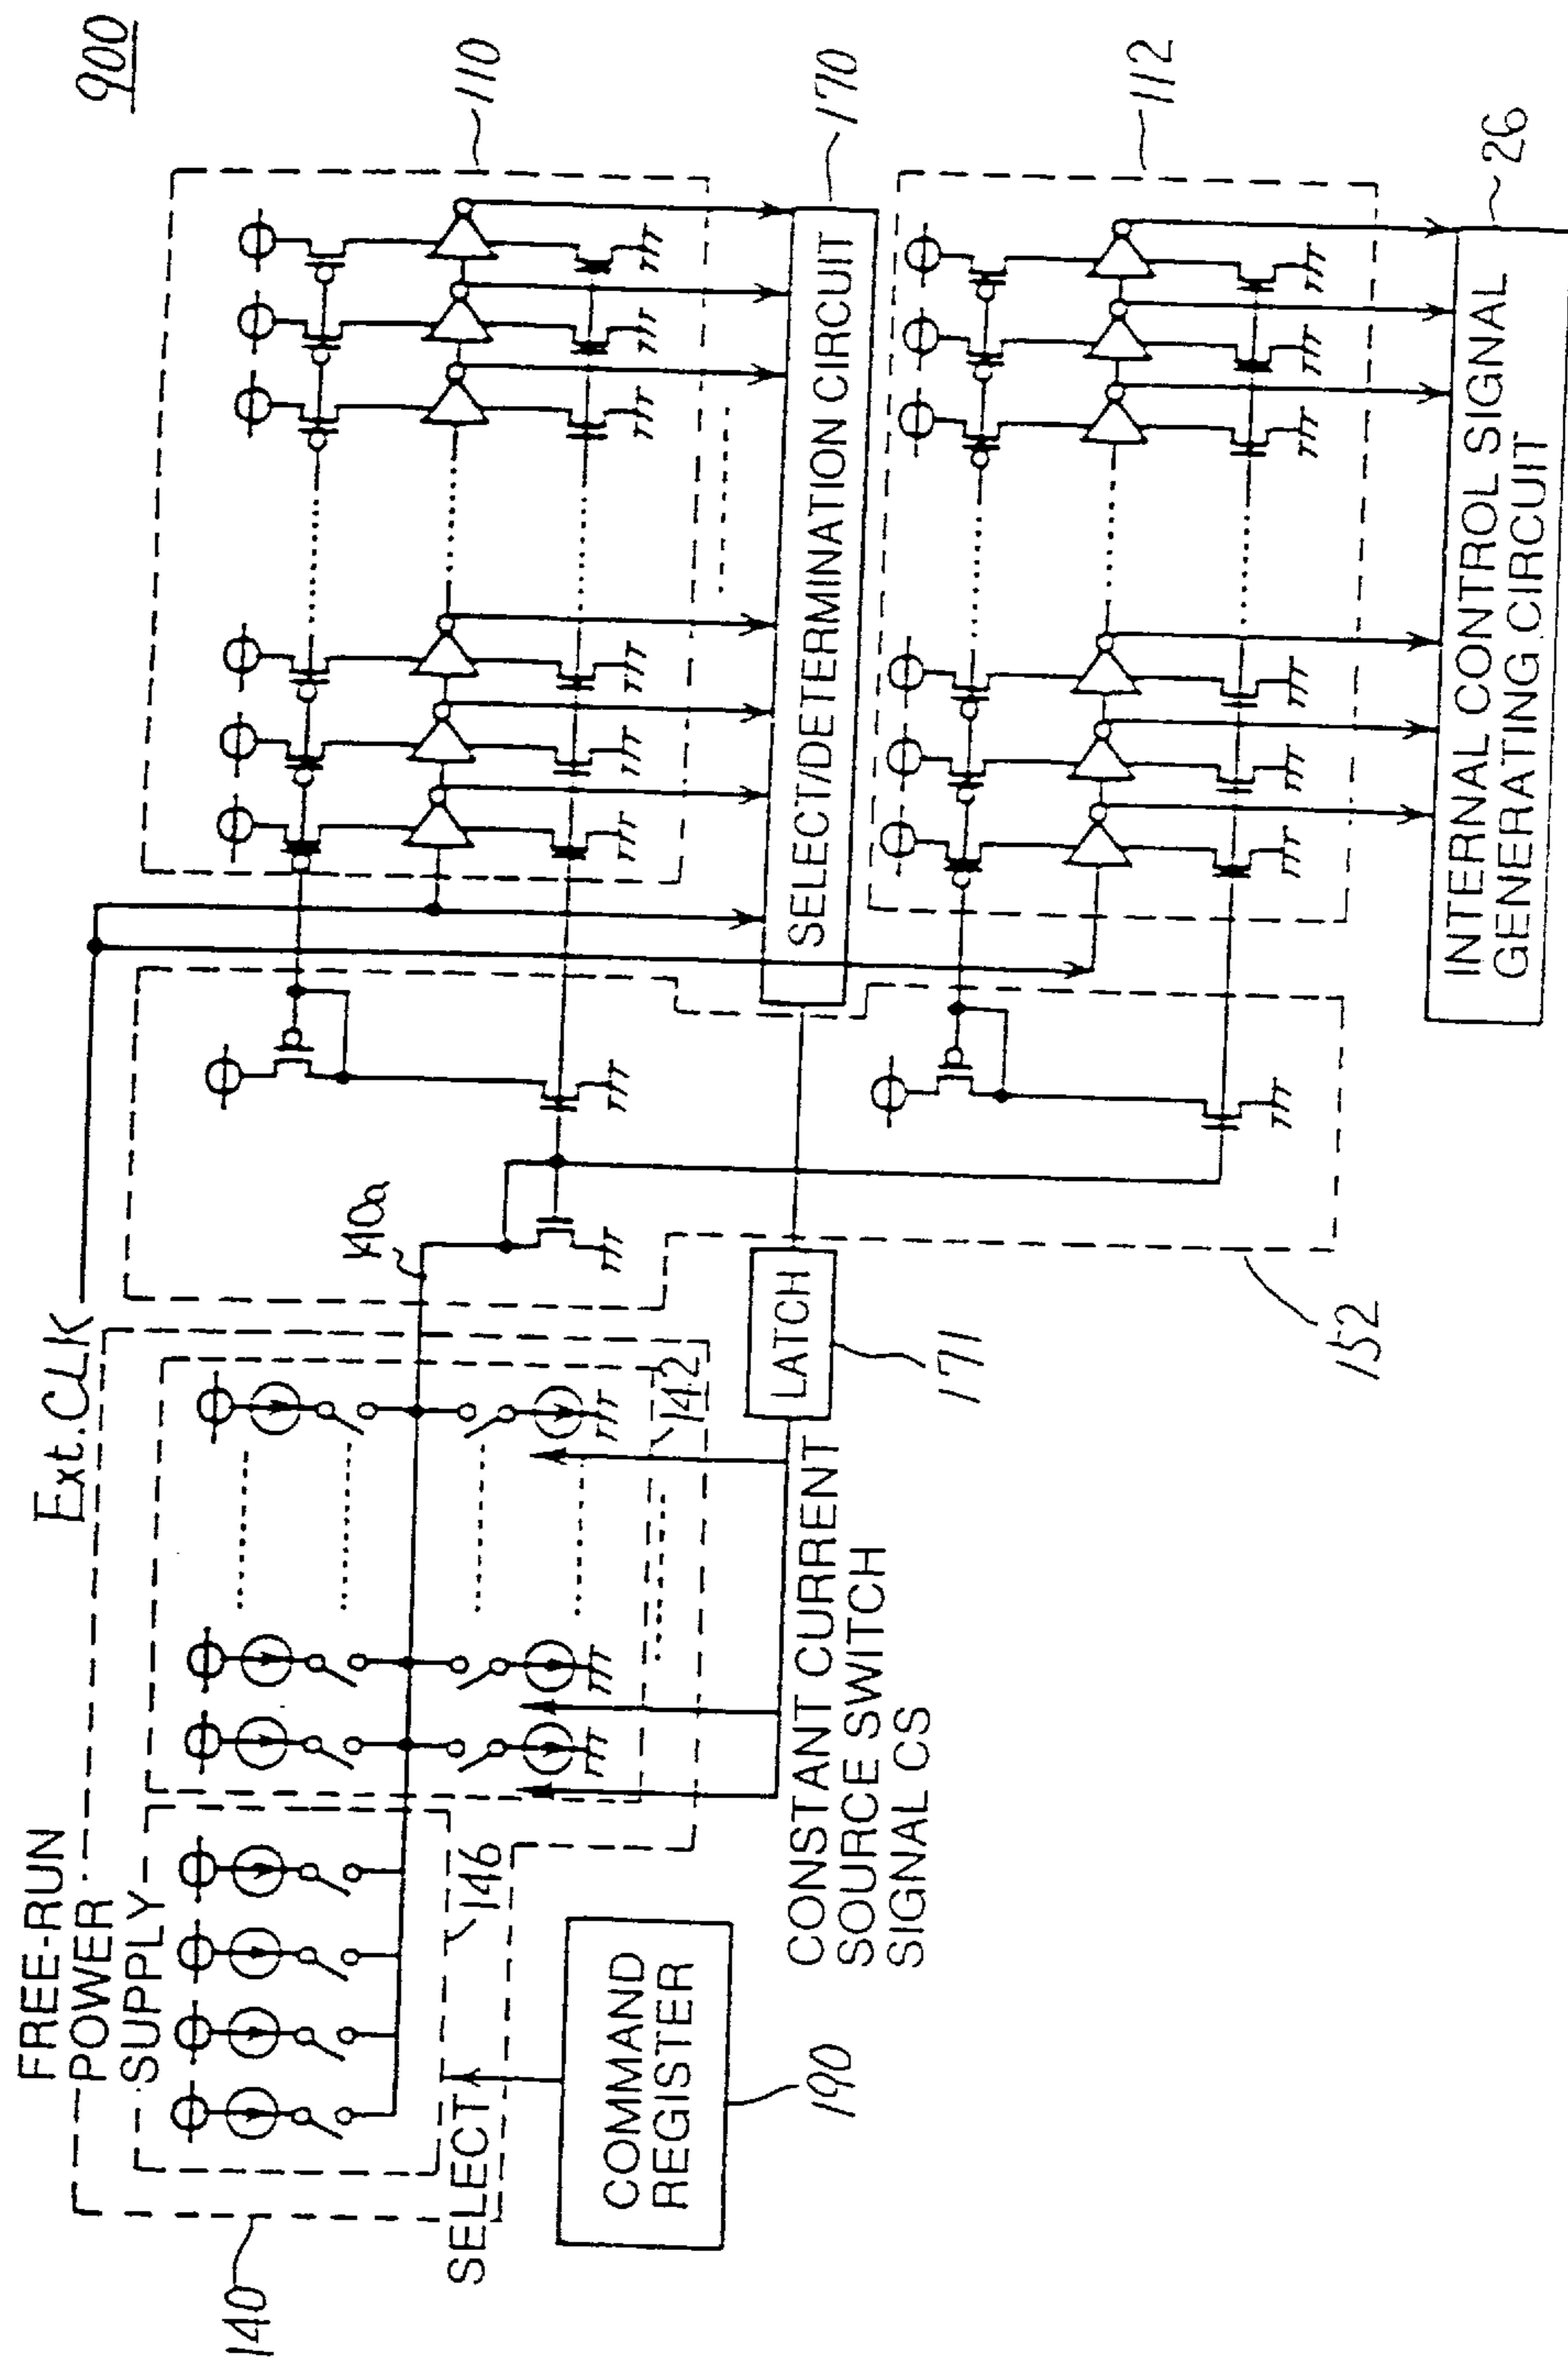 900
FREE-RUN
POWER
SUPPLY
Ext.CLK
140
146
142
140a
110
SELECT
COMMAND
REGISTER
190
CONSTANT CURRENT
SOURCE SWITCH
SIGNAL CS
LATCH
171
152
SELECT/DETERMINATION CIRCUIT
170
112
INTERNAL CONTROL SIGNAL
GENERATING CIRCUIT
26